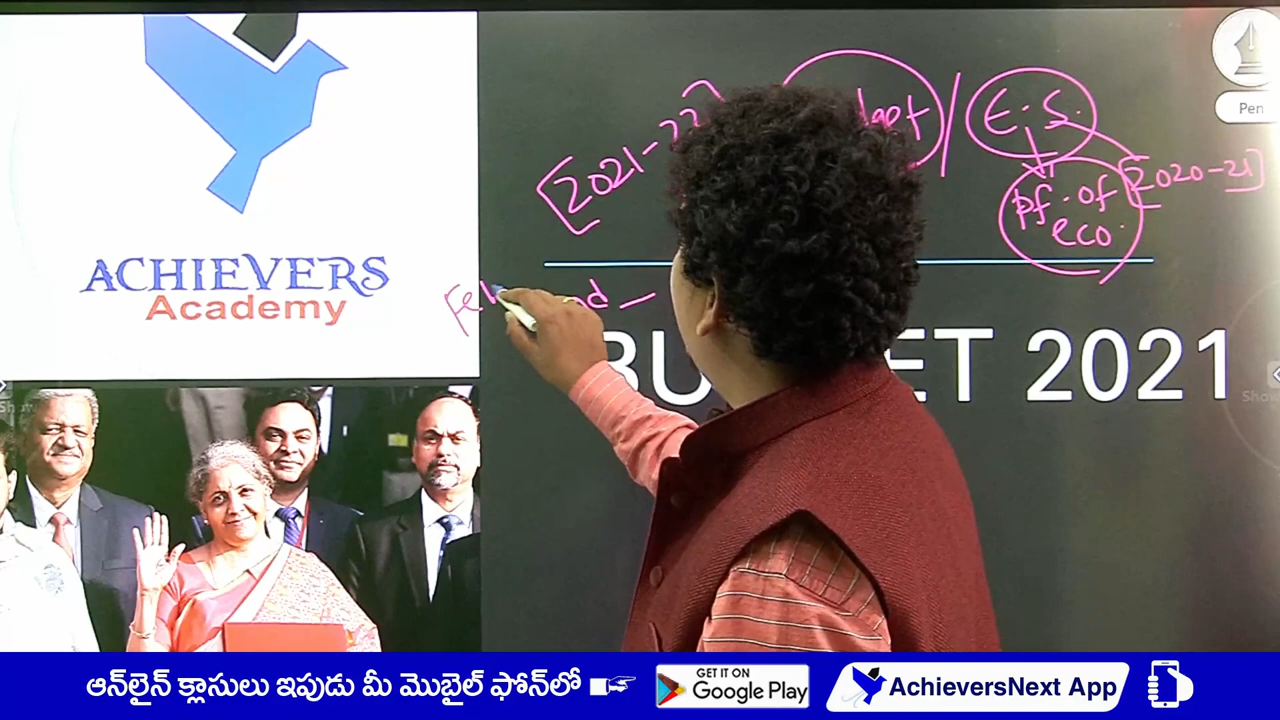 ACHIEVERS
Academy
[2021-22]
E.S.
[2020-21]
pf. of
eco.
Pen
BU ET 2021
ఆన్‌లైన్ క్లాసులు ఇపుడు మీ మొబైల్ ఫోన్‌లో
GET IT ON
Google Play
AchieversNext App